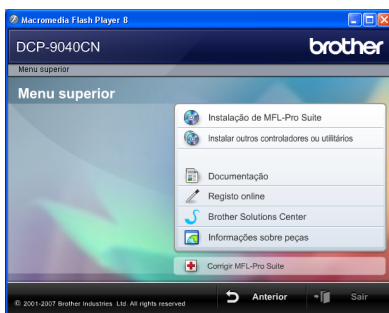 Macromedia Flash Player 8
DCP-9040CN
brother
Menu superior
Menu superior
Instalação de MFL-Pro Suite
Instalar outros controladores ou utilitários
Documentação
Registo online
Brother Solutions Center
Informações sobre peças
Corrigir MFL-Pro Suite
© 2001-2007 Brother Industries Ltd. All rights reserved
Anterior
Sair